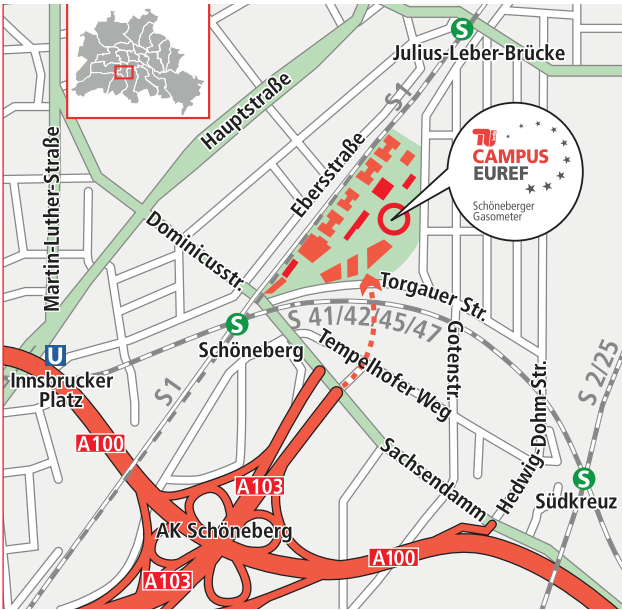 S
Julius-Leber-Brücke
S1
Hauptstraße
Martin-Luther-Straße
Ebersstraße
CAMPUS
EUREF
Schöneberger
Gasometer
Dominicusstr.
Torgauer Str.
S 41/42/45/47
S
Schöneberg
Tempelhofer Weg
Gotenstr.
S 2/25
U
Innsbrucker
Platz
S1
Hedwig-Dohm-Str.
A100
Sachsendamm
A103
S
Südkreuz
AK Schöneberg
A100
A103